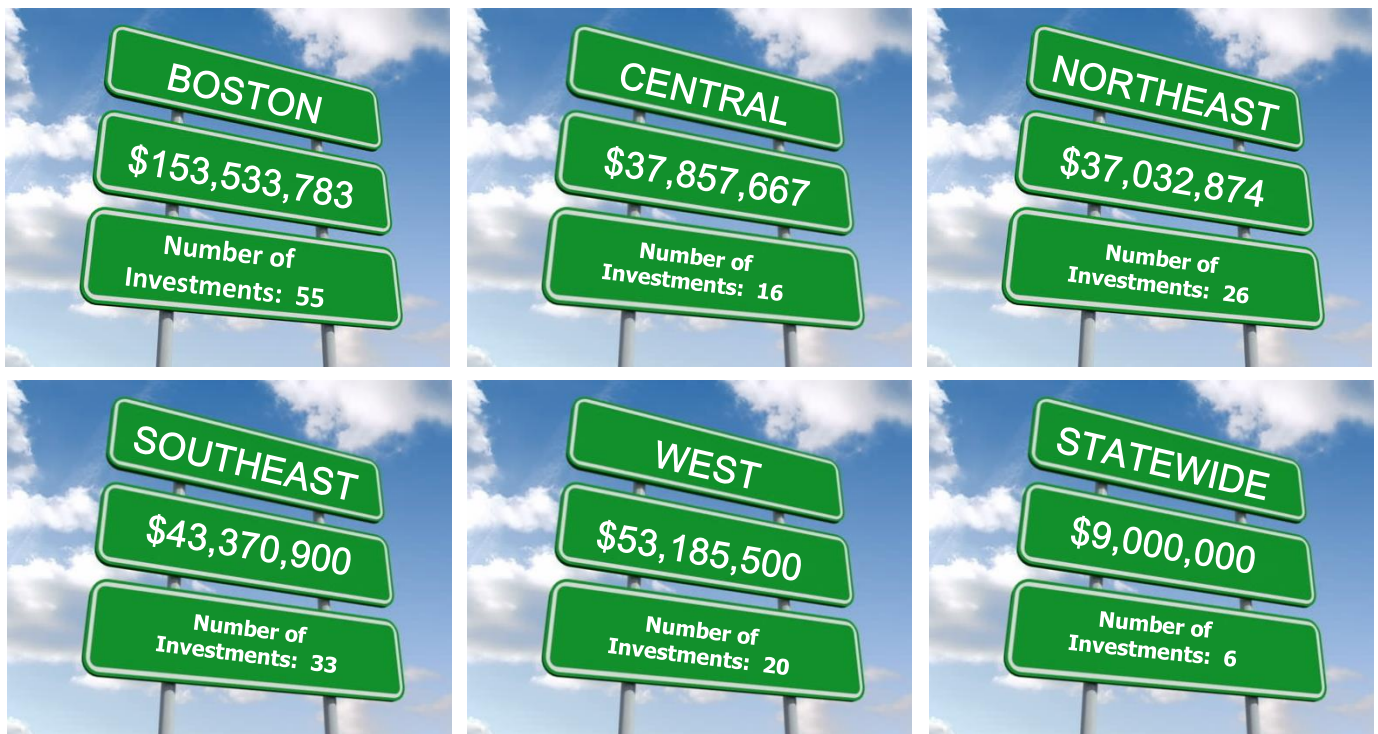 BOSTON
$153,533,783
Number of
Investments: 55
CENTRAL
$37,857,667
Number of
Investments: 16
NORTHEAST
$37,032,874
Number of
Investments: 26
SOUTHEAST
$43,370,900
Number of
Investments: 33
WEST
$53,185,500
Number of
Investments: 20
STATEWIDE
$9,000,000
Number of
Investments: 6